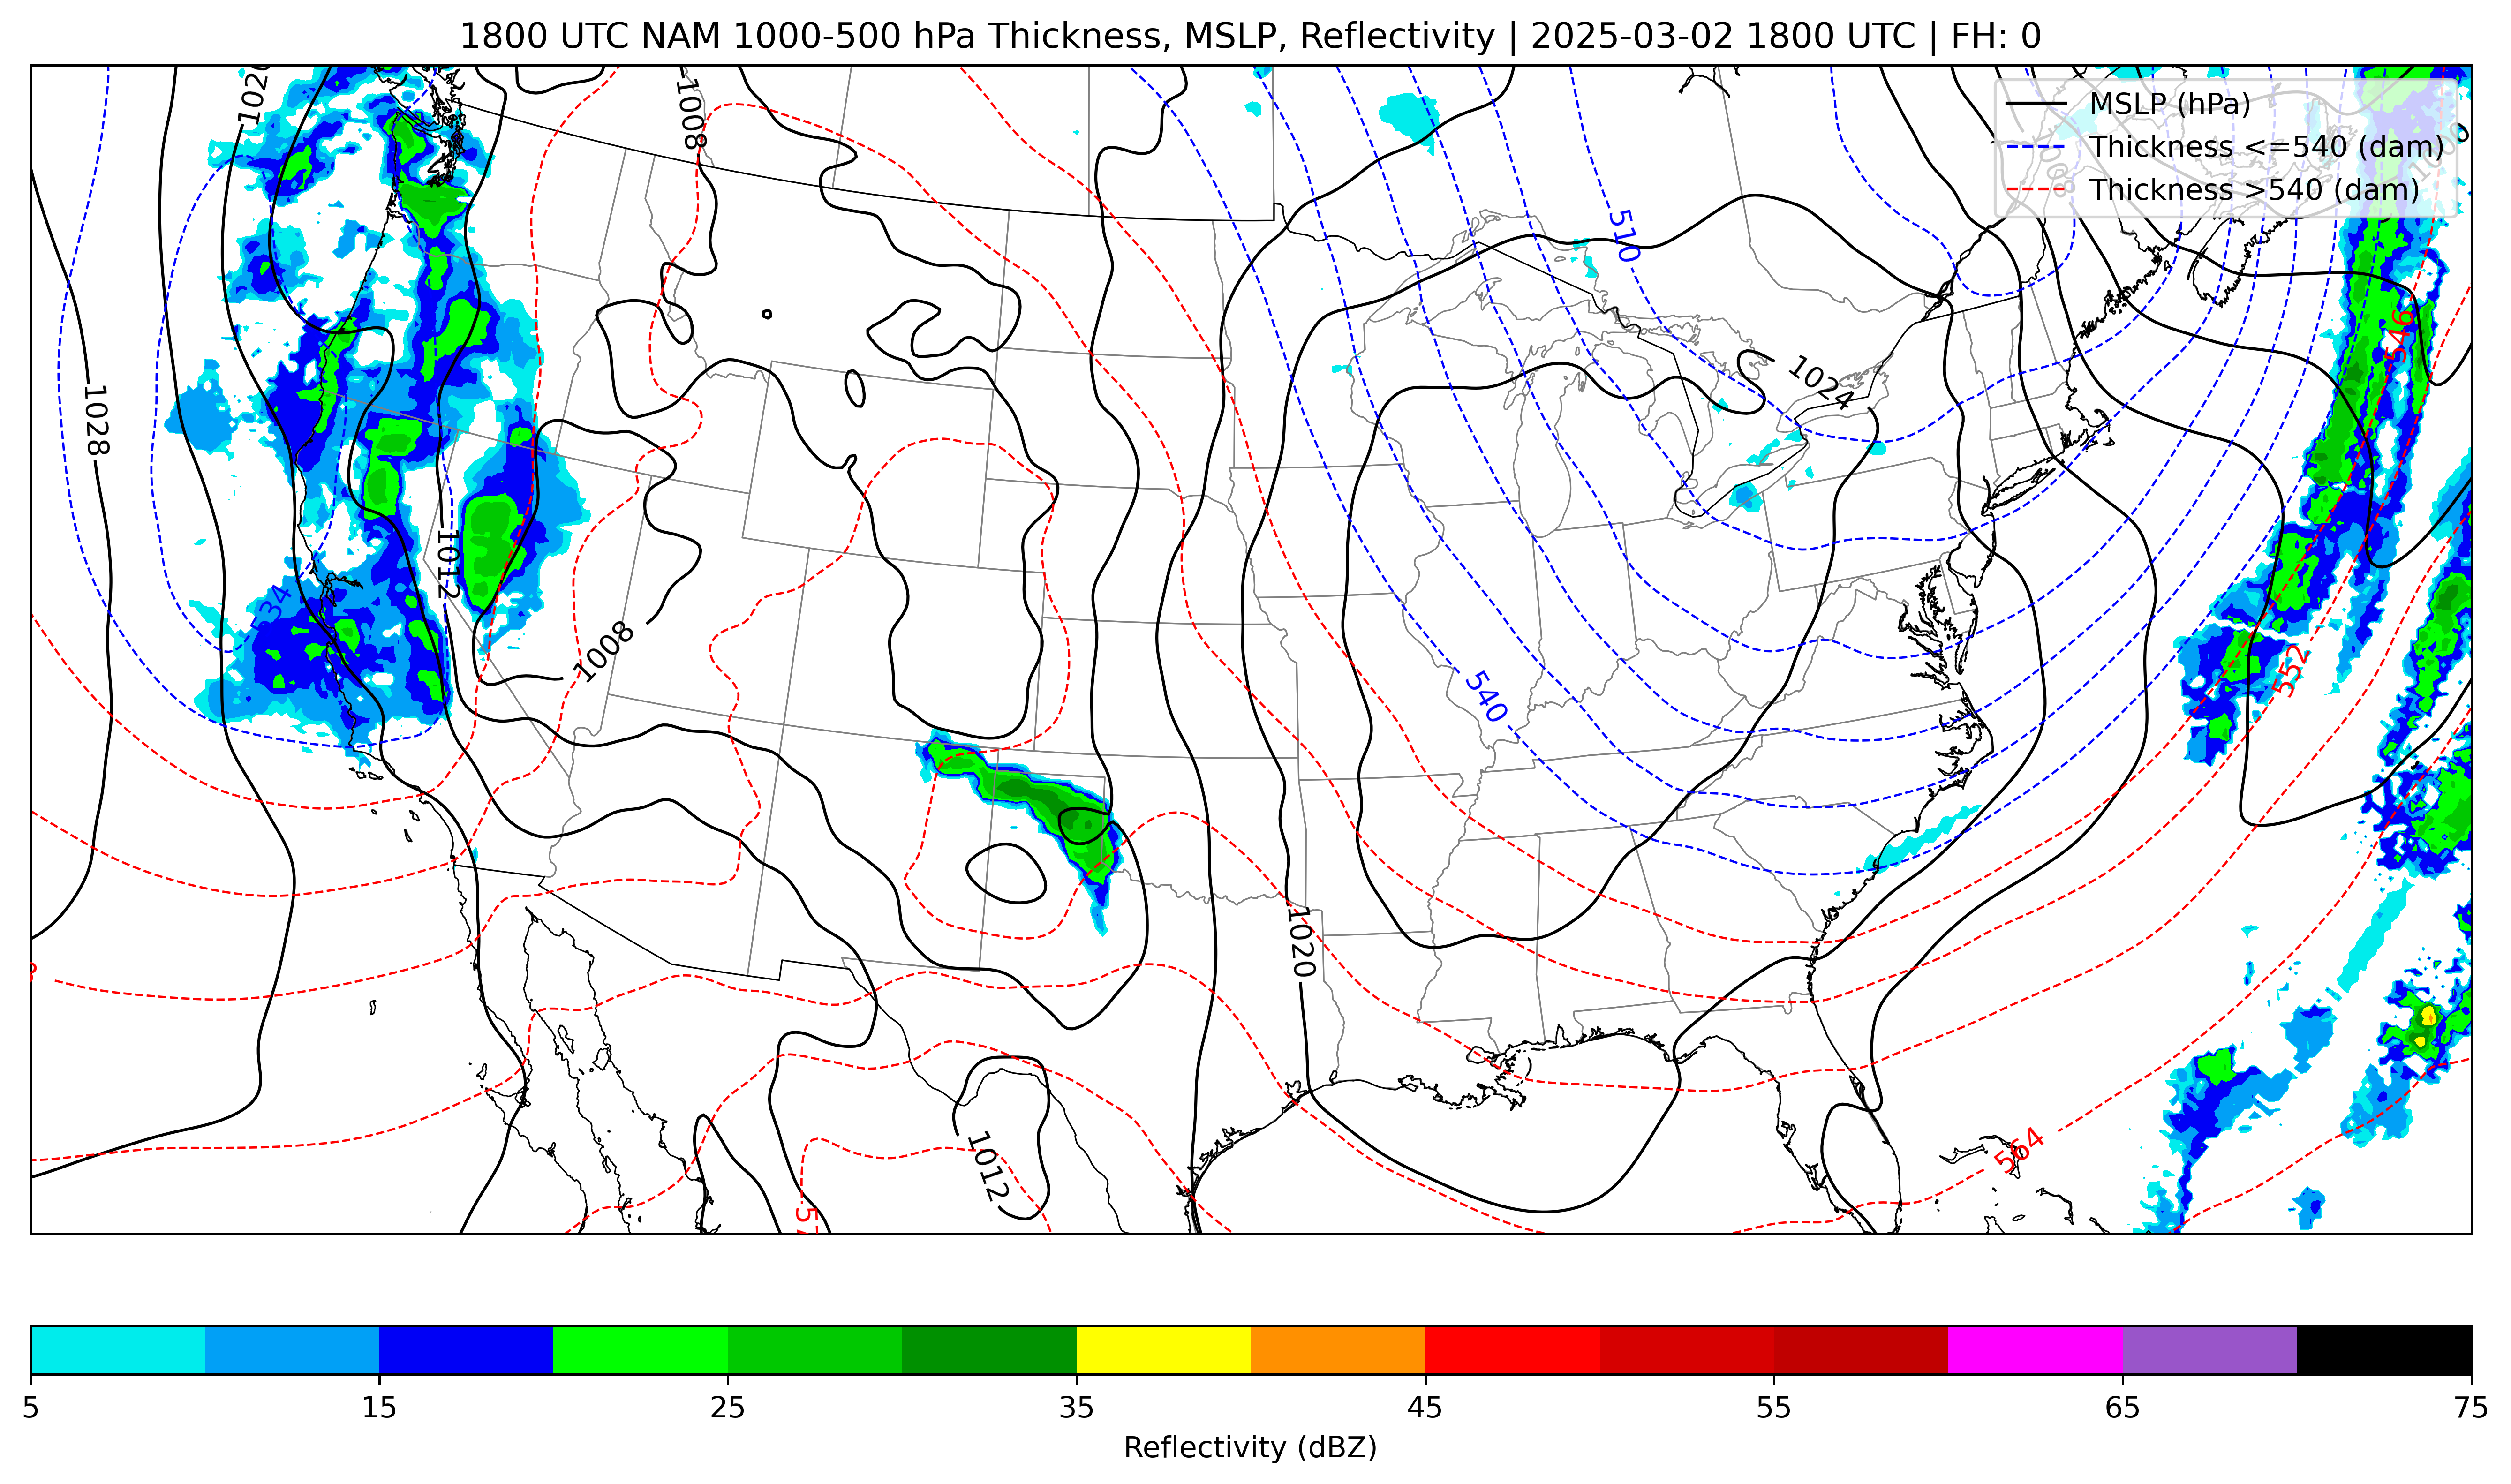 1800 UTC NAM 1000-500 hPa Thickness, MSLP, Reflectivity | 2025-03-02 1800 UTC | FH: 0
MSLP (hPa)
Thickness <=540 (dam)
Thickness >540 (dam)
1008
510
546
1024
1028
1012
1008
552
540
1020
564
1012
5 15 25 35 45 55 65 75
Reflectivity (dBZ)